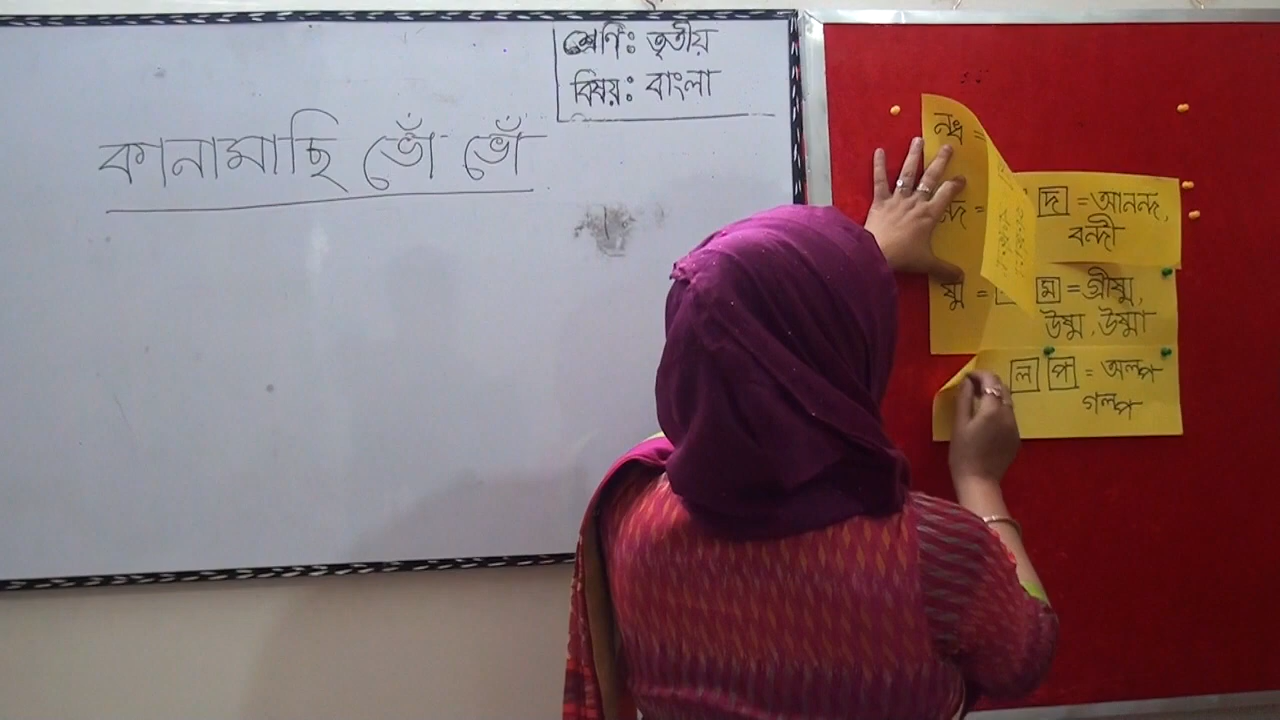 শ্রেণি: তৃতীয়
বিষয়: বাংলা
কানামাছি ভোঁ ভোঁ
ন্ধ =
ন্দ = দ = আনন্দ,
বন্দী
ষ্ম = ম = গ্রীষ্ম,
উষ্ম, উষ্মা
ল প = অল্প
গল্প